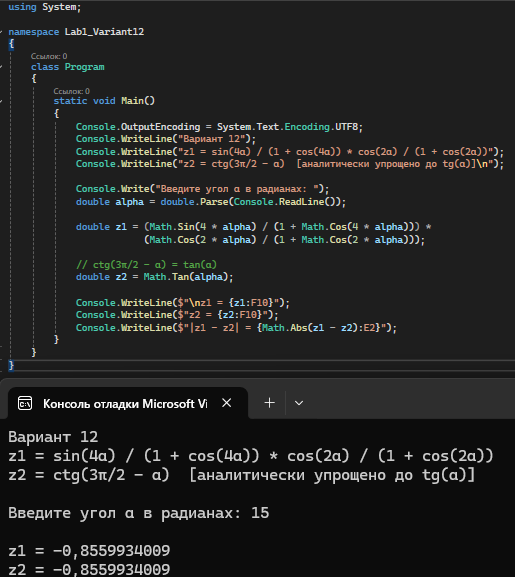 using System;
namespace Lab1_Variant12
{
Ссылок: 0
class Program
{
Ссылок: 0
static void Main()
{
Console.OutputEncoding = System.Text.Encoding.UTF8;
Console.WriteLine("Вариант 12");
Console.WriteLine("z1 = sin(4α) / (1 + cos(4α)) * cos(2α) / (1 + cos(2α))");
Console.WriteLine("z2 = ctg(3π/2 − α)  [аналитически упрощено до tg(α)]\n");
Console.Write("Введите угол α в радианах: ");
double alpha = double.Parse(Console.ReadLine());
double z1 = (Math.Sin(4 * alpha) / (1 + Math.Cos(4 * alpha))) *
(Math.Cos(2 * alpha) / (1 + Math.Cos(2 * alpha)));
// ctg(3π/2 − α) = tan(α)
double z2 = Math.Tan(alpha);
Console.WriteLine($"\nz1 = {z1:F10}");
Console.WriteLine($"z2 = {z2:F10}");
Console.WriteLine($"|z1 − z2| = {Math.Abs(z1 - z2):E2}");
}
}
}
Консоль отладки Microsoft Vi
Вариант 12
z1 = sin(4α) / (1 + cos(4α)) * cos(2α) / (1 + cos(2α))
z2 = ctg(3π/2 − α)  [аналитически упрощено до tg(α)]
Введите угол α в радианах: 15
z1 = -0,8559934009
z2 = -0,8559934009